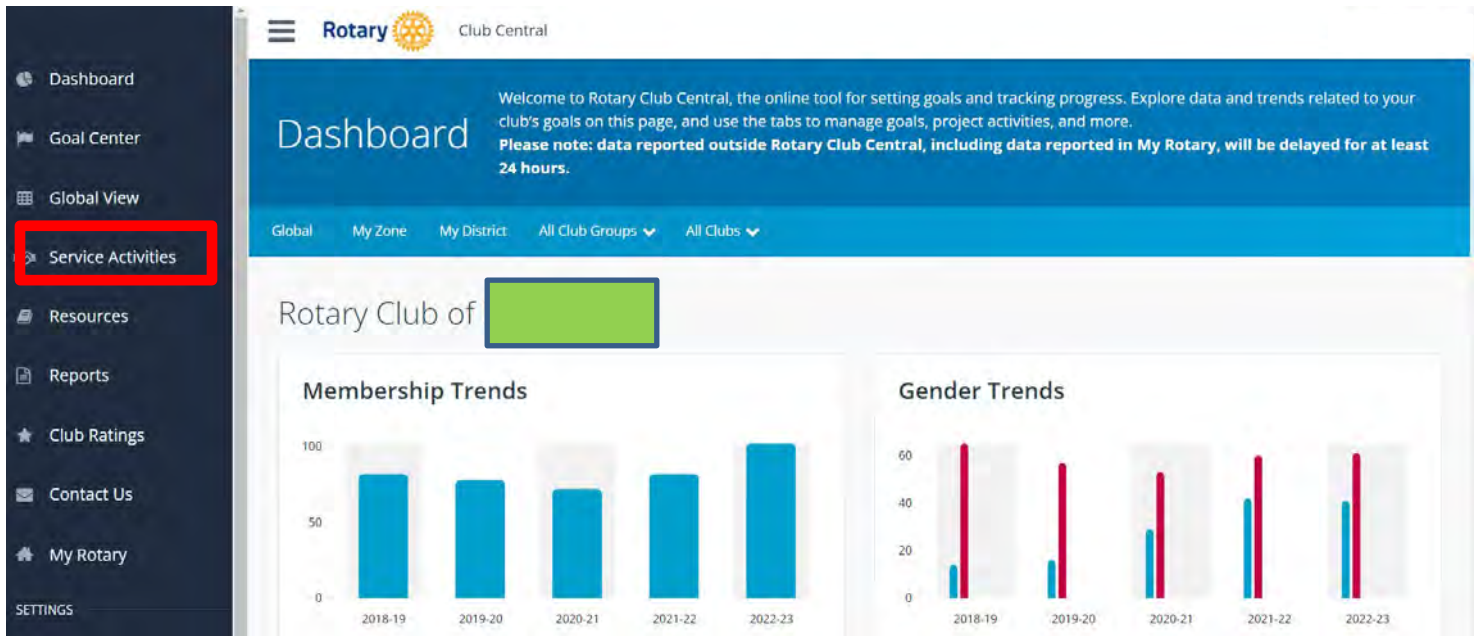 Rotary Club Central
Dashboard
Goal Center
Global View
Service Activities
Resources
Reports
Club Ratings
Contact Us
My Rotary
SETTINGS
Dashboard
Welcome to Rotary Club Central, the online tool for setting goals and tracking progress. Explore data and trends related to your
club's goals on this page, and use the tabs to manage goals, project activities, and more.
Please note: data reported outside Rotary Club Central, including data reported in My Rotary, will be delayed for at least
24 hours.
Global My Zone My District All Club Groups All Clubs
Rotary Club of
Membership Trends
100
50
0
2018-19 2019-20 2020-21 2021-22 2022-23
Gender Trends
60
40
20
0
2018-19 2019-20 2020-21 2021-22 2022-23